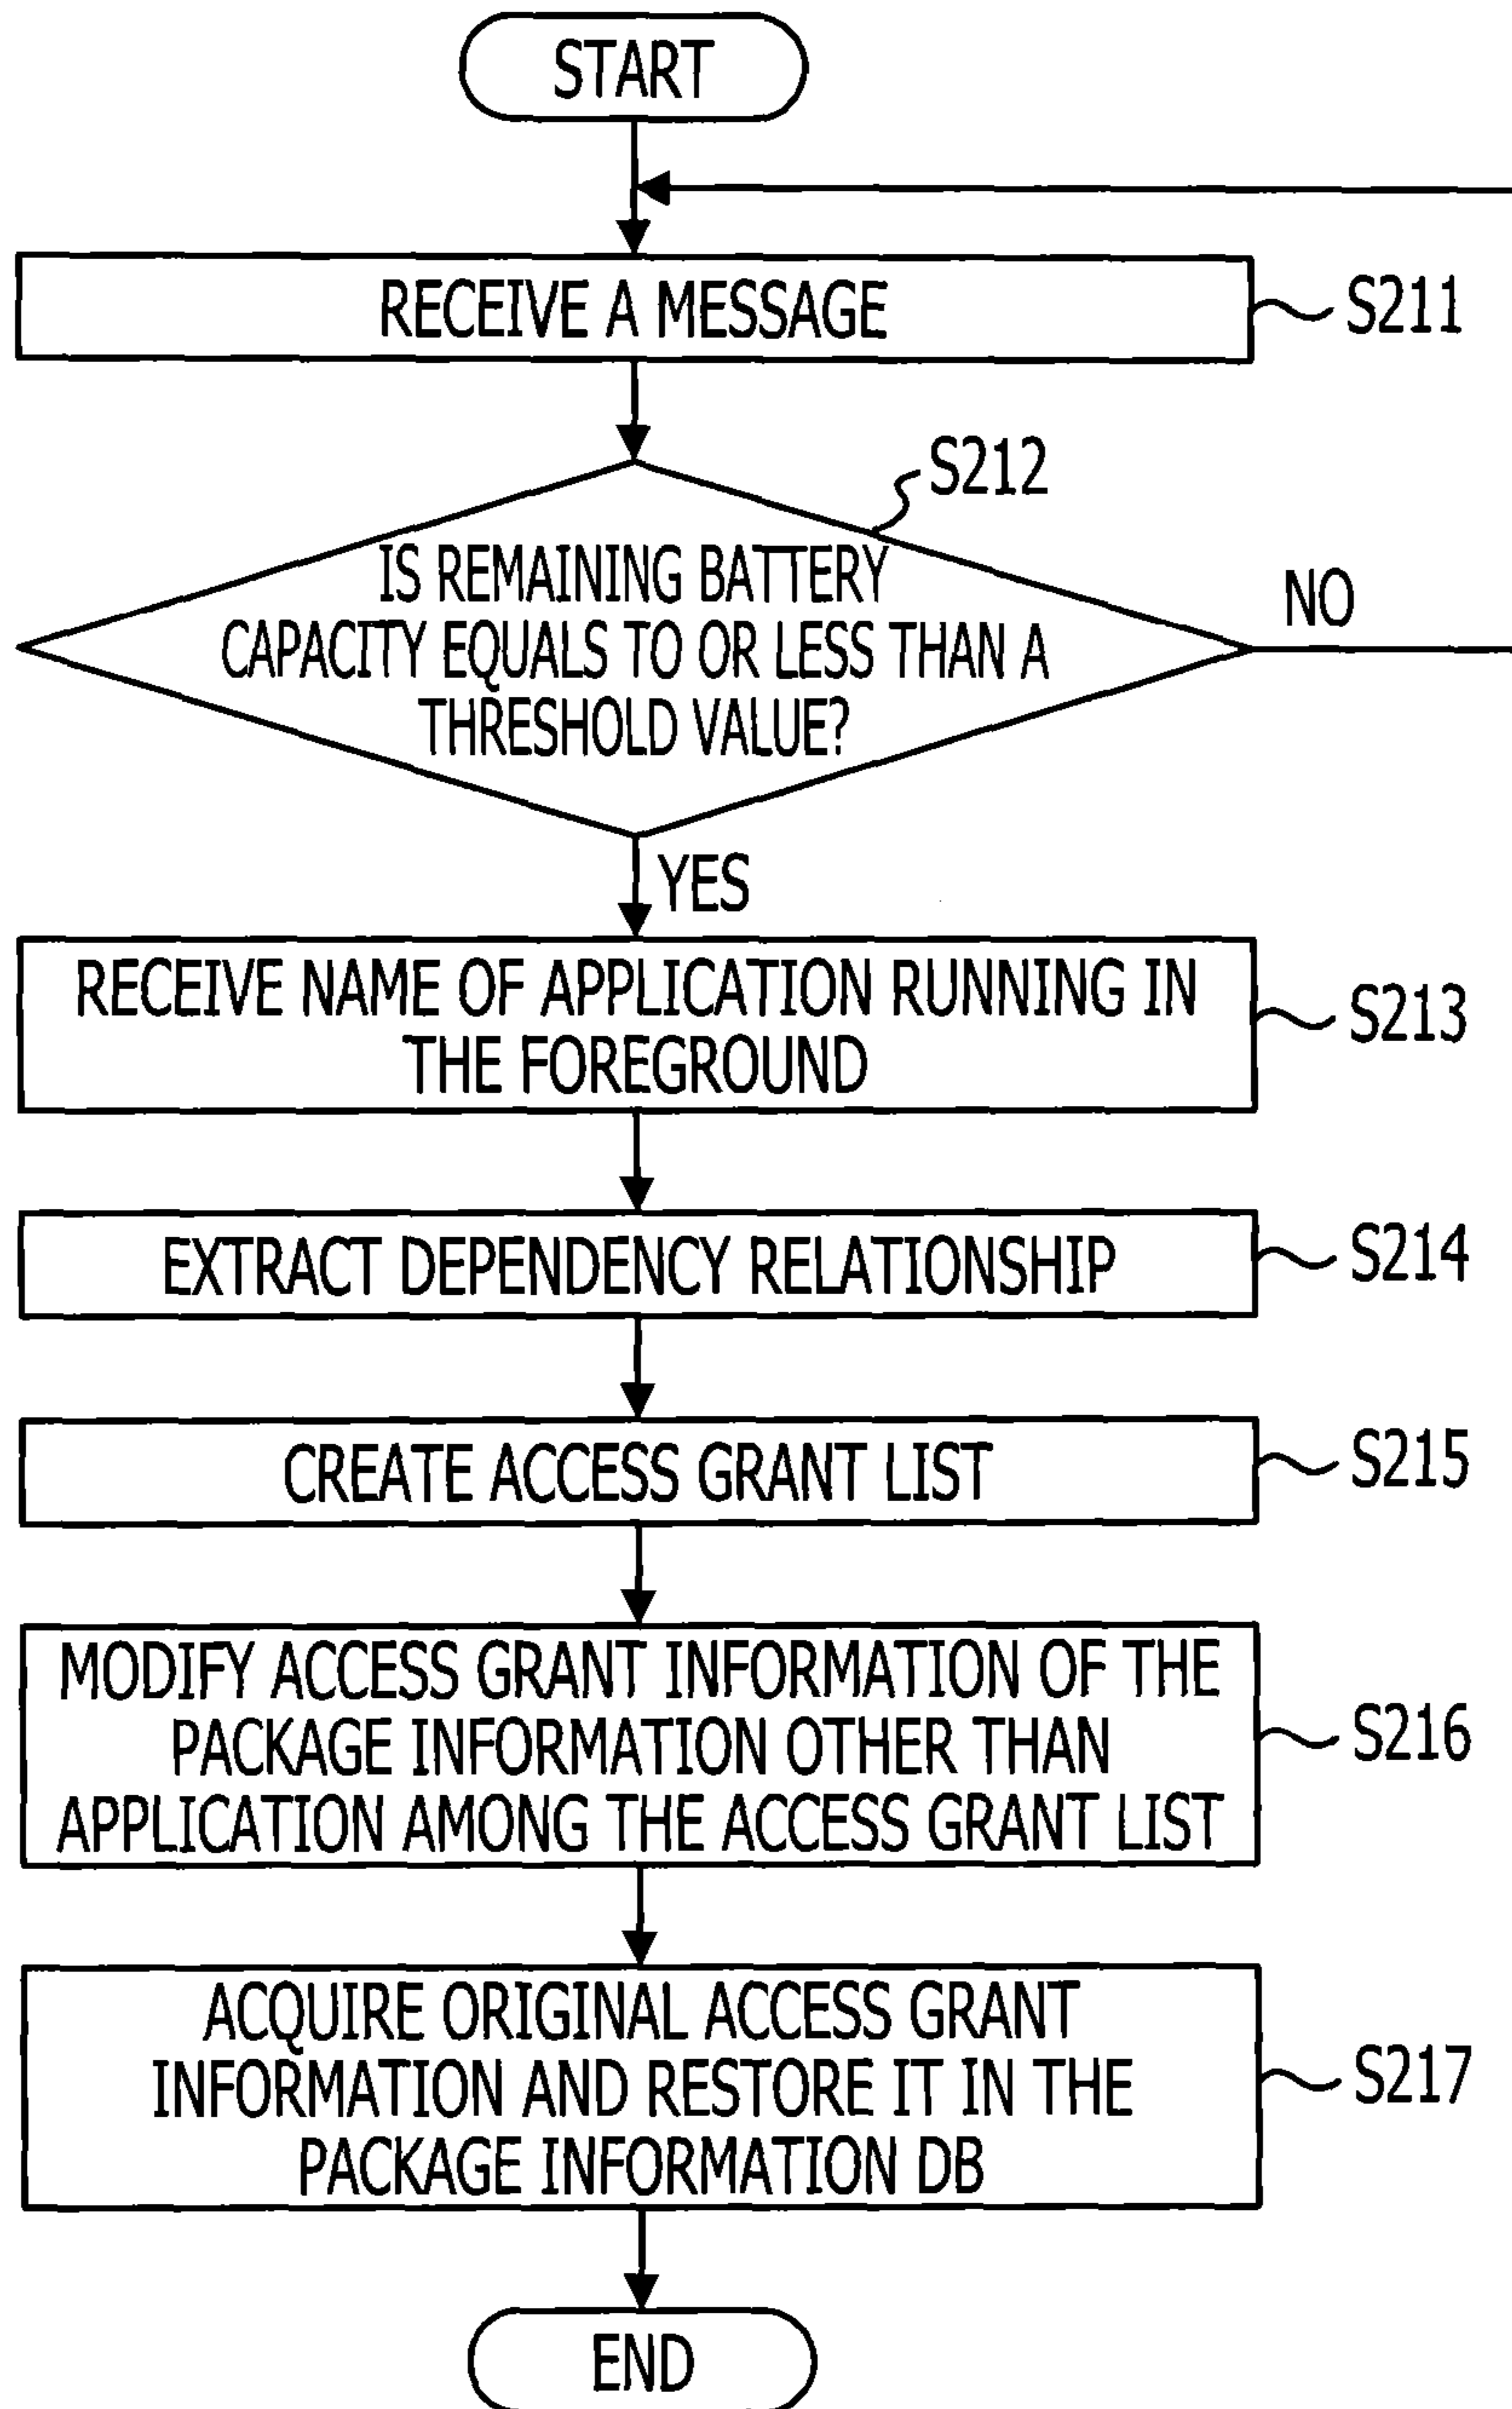 START
RECEIVE A MESSAGE
S211
S212
IS REMAINING BATTERY
CAPACITY EQUALS TO OR LESS THAN A
THRESHOLD VALUE?
NO
YES
RECEIVE NAME OF APPLICATION RUNNING IN
THE FOREGROUND
S213
EXTRACT DEPENDENCY RELATIONSHIP
S214
CREATE ACCESS GRANT LIST
S215
MODIFY ACCESS GRANT INFORMATION OF THE
PACKAGE INFORMATION OTHER THAN
APPLICATION AMONG THE ACCESS GRANT LIST
S216
ACQUIRE ORIGINAL ACCESS GRANT
INFORMATION AND RESTORE IT IN THE
PACKAGE INFORMATION DB
S217
END